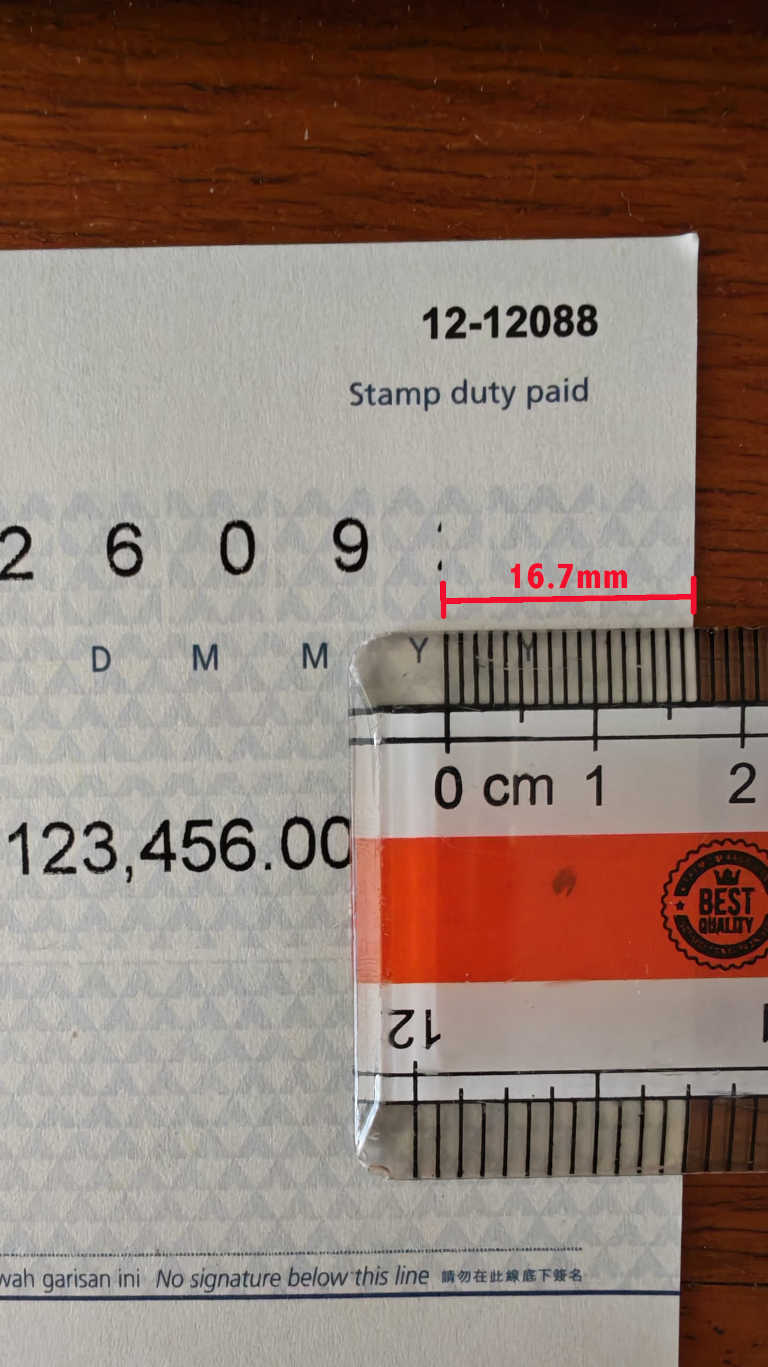 12-12088
Stamp duty paid
2 6 0 9
16.7mm
D M M Y Y
0 cm 1 2
123,456.00
BEST
QUALITY
12
wah garisan ini No signature below this line 請勿在此線底下簽名